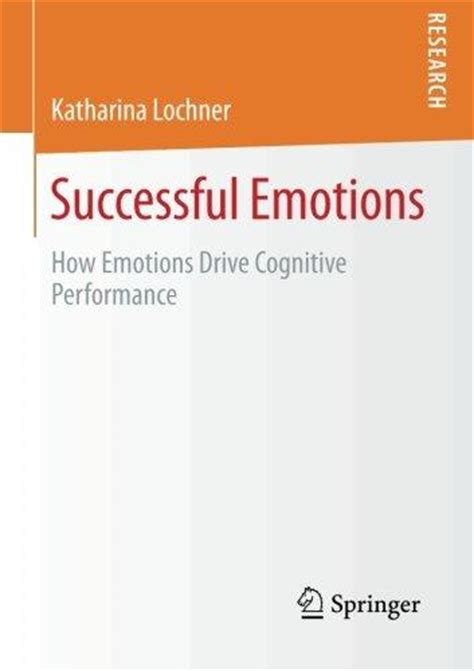 RESEARCH
Katharina Lochner
Successful Emotions
How Emotions Drive Cognitive
Performance
Springer